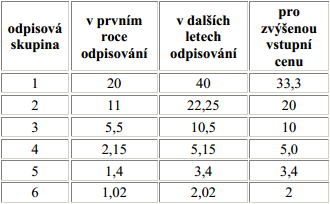 odpisová skupina | v prvním roce odpisování | v dalších letech odpisování | pro zvýšenou vstupní cenu
1 | 20 | 40 | 33,3
2 | 11 | 22,25 | 20
3 | 5,5 | 10,5 | 10
4 | 2,15 | 5,15 | 5,0
5 | 1,4 | 3,4 | 3,4
6 | 1,02 | 2,02 | 2